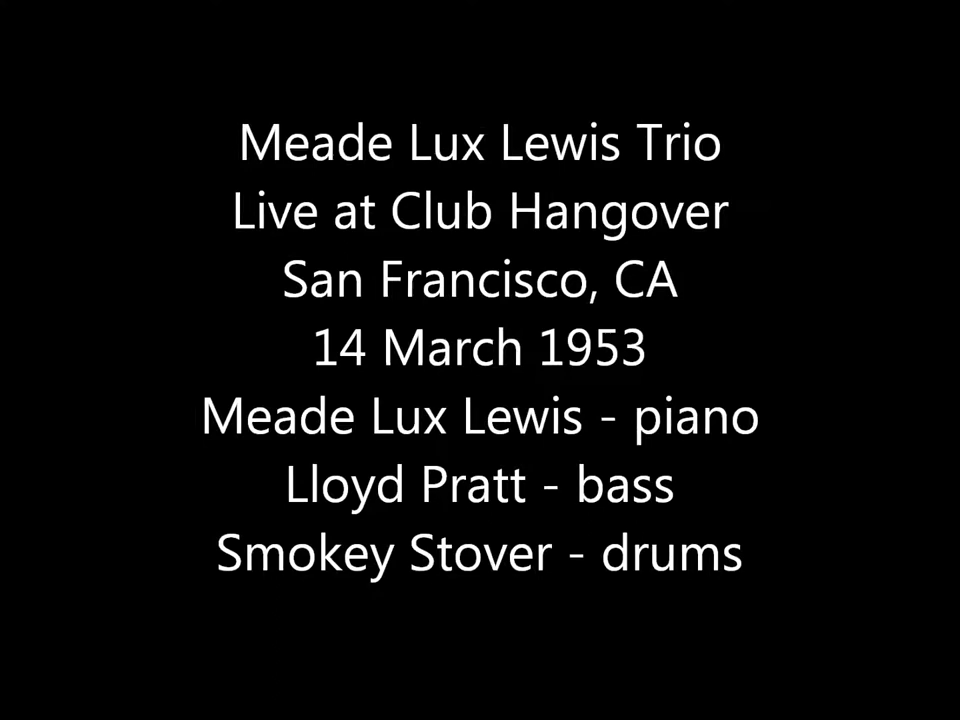 Meade Lux Lewis Trio
Live at Club Hangover
San Francisco, CA
14 March 1953
Meade Lux Lewis - piano
Lloyd Pratt - bass
Smokey Stover - drums